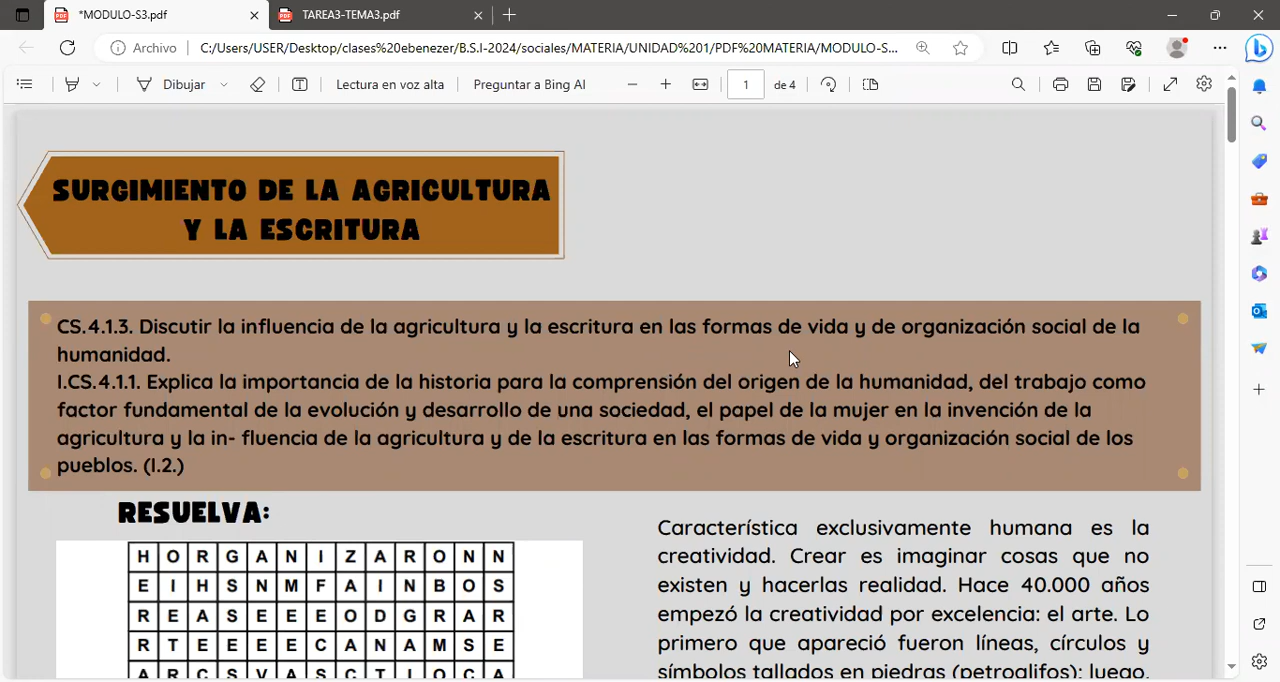 *MODULO-S3.pdf
TAREA3-TEMA3.pdf
Archivo
C:/Users/USER/Desktop/clases%20ebenezer/B.S.I-2024/sociales/MATERIA/UNIDAD%201/PDF%20MATERIA/MODULO-S...
Dibujar
Lectura en voz alta
Preguntar a Bing AI
1
de 4
SURGIMIENTO DE LA AGRICULTURA
Y LA ESCRITURA
CS.4.1.3. Discutir la influencia de la agricultura y la escritura en las formas de vida y de organización social de la
humanidad.
I.CS.4.1.1. Explica la importancia de la historia para la comprensión del origen de la humanidad, del trabajo como
factor fundamental de la evolución y desarrollo de una sociedad, el papel de la mujer en la invención de la
agricultura y la in- fluencia de la agricultura y de la escritura en las formas de vida y organización social de los
pueblos. (I.2.)
RESUELVA:
H O R G A N I Z A R O N N
E I H S N M F A I N B O S
R E A S E E E O D G R A R
R T E E E E C A N A M S E
A R C S V A S C T I O C A
Característica exclusivamente humana es la
creatividad. Crear es imaginar cosas que no
existen y hacerlas realidad. Hace 40.000 años
empezó la creatividad por excelencia: el arte. Lo
primero que apareció fueron líneas, círculos y
símbolos tallados en piedras (petroglifos); luego,